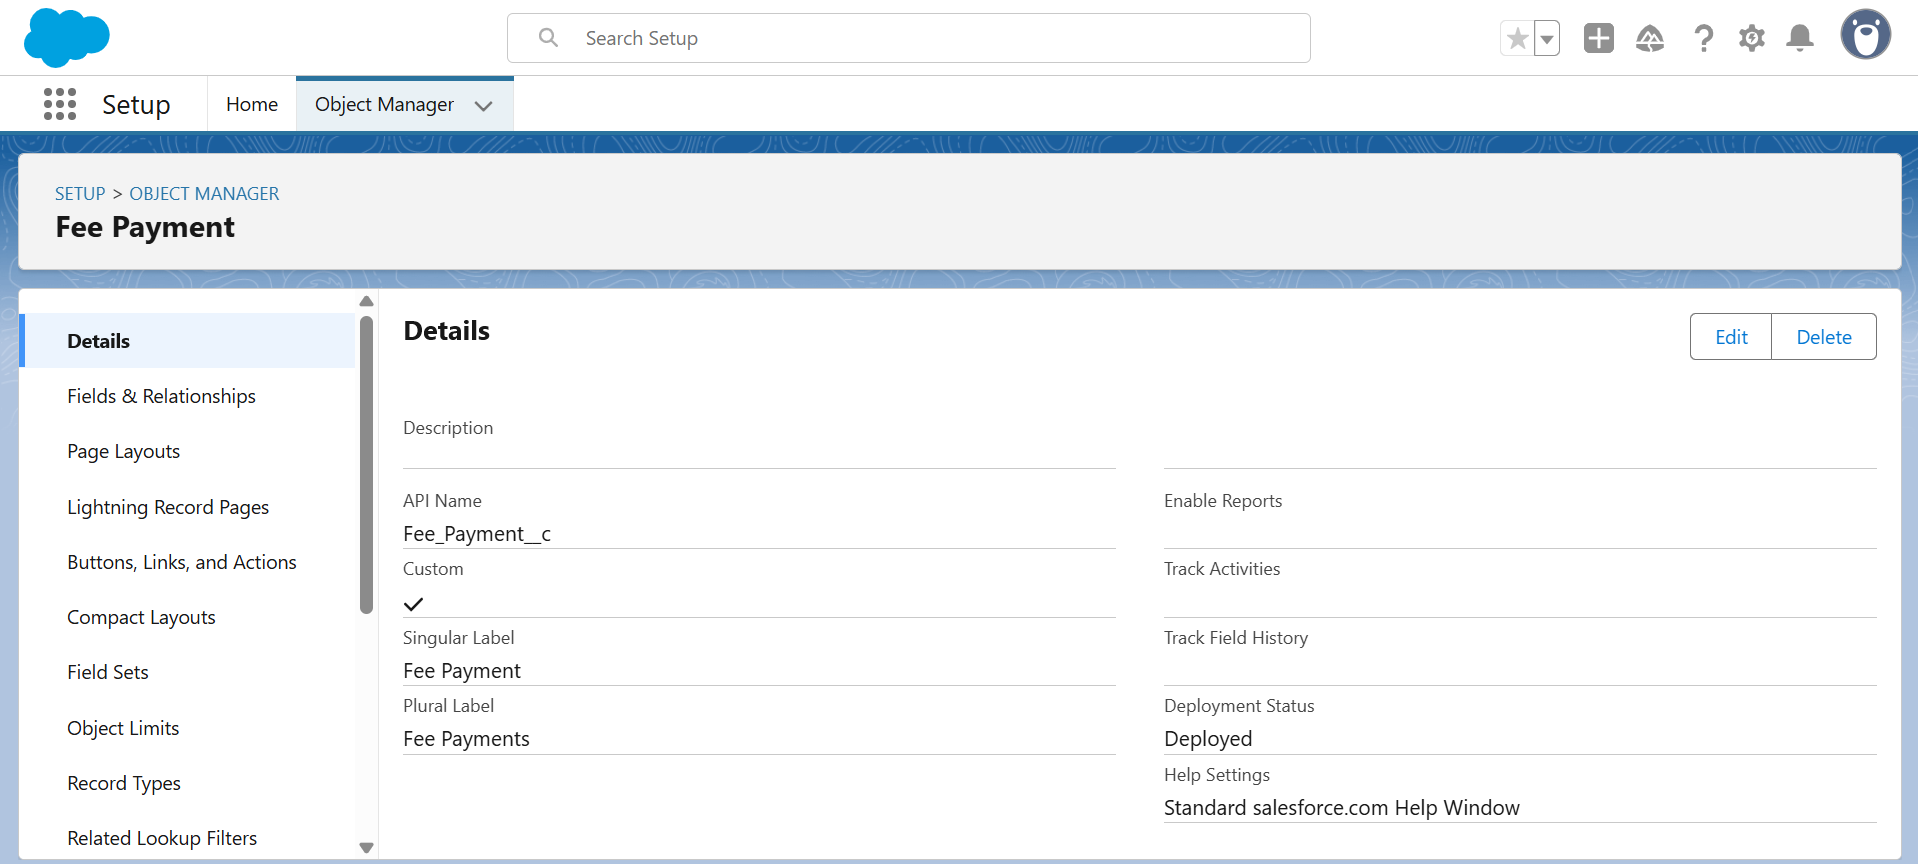 Search Setup
Setup
Home
Object Manager
SETUP > OBJECT MANAGER
Fee Payment
Details
Fields & Relationships
Page Layouts
Lightning Record Pages
Buttons, Links, and Actions
Compact Layouts
Field Sets
Object Limits
Record Types
Related Lookup Filters
Details
Edit
Delete
Description
API Name
Fee_Payment__c
Custom
Singular Label
Fee Payment
Plural Label
Fee Payments
Enable Reports
Track Activities
Track Field History
Deployment Status
Deployed
Help Settings
Standard salesforce.com Help Window